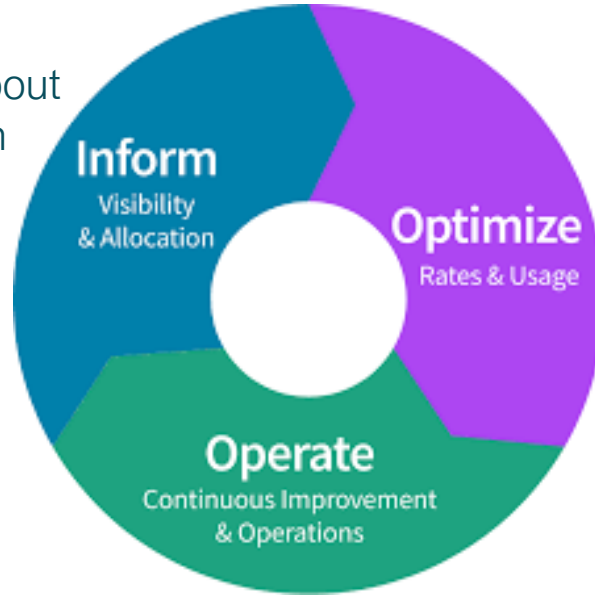 Inform
Visibility
& Allocation
Optimize
Rates & Usage
Operate
Continuous Improvement
& Operations